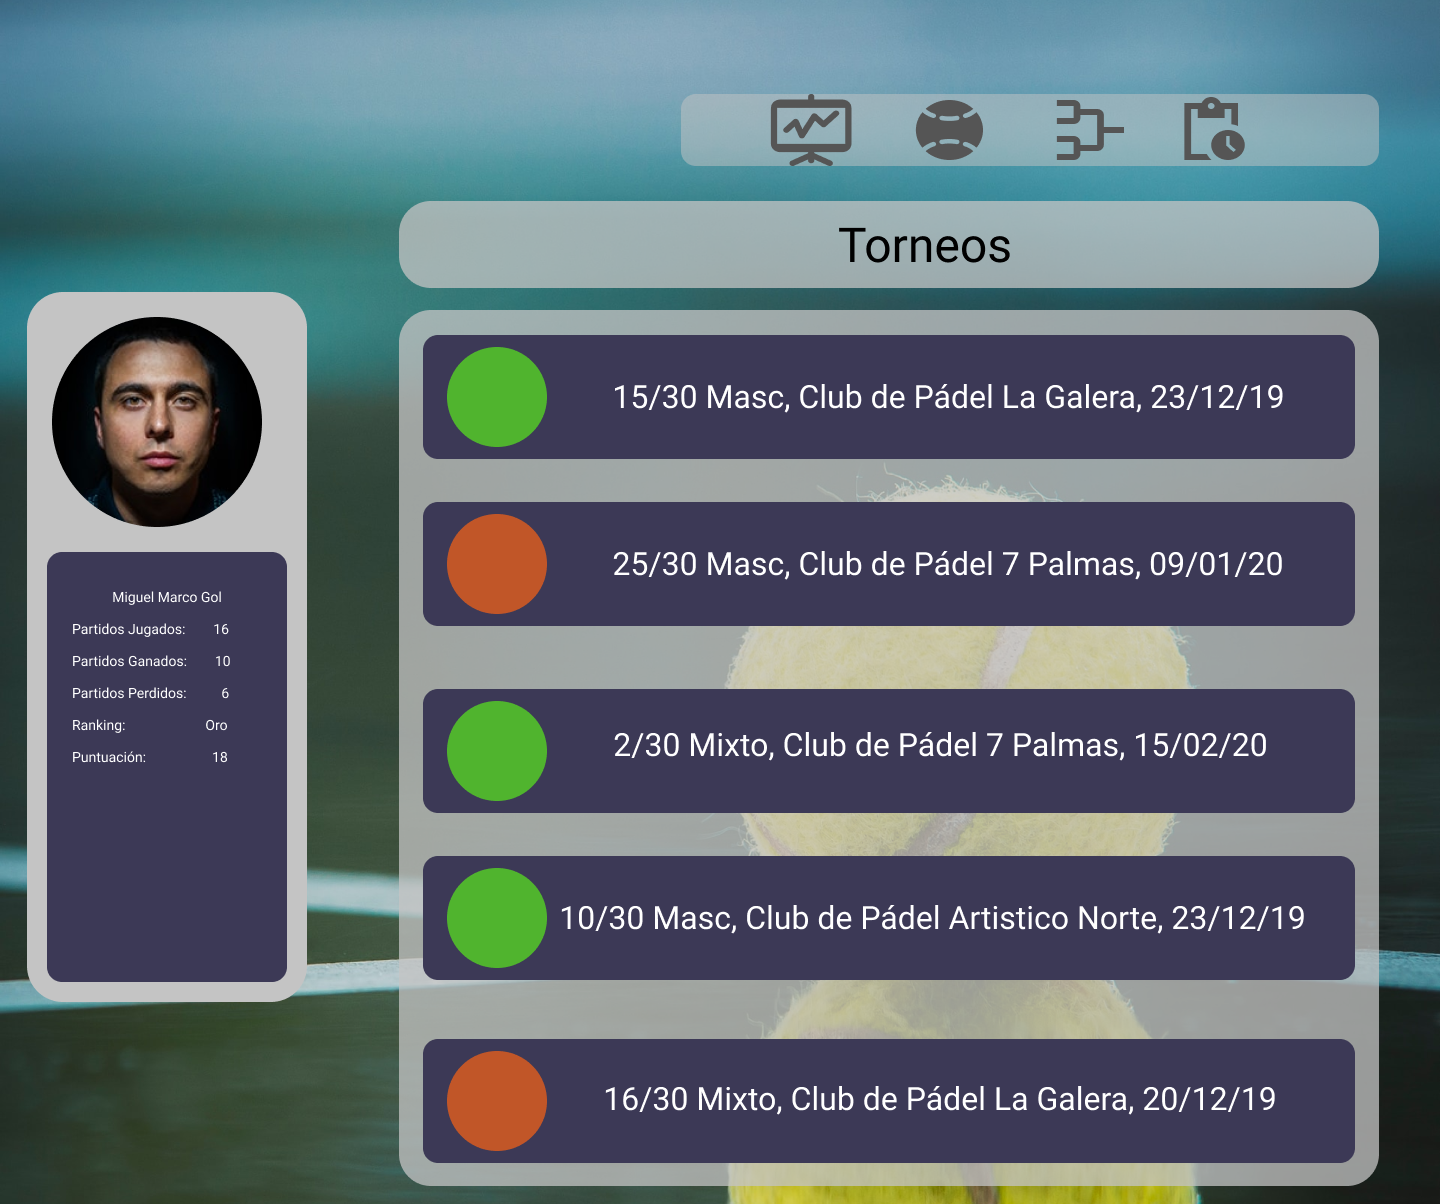 Torneos
Miguel Marco Gol
Partidos Jugados: 16
Partidos Ganados: 10
Partidos Perdidos: 6
Ranking: Oro
Puntuación: 18
15/30 Masc, Club de Pádel La Galera, 23/12/19
25/30 Masc, Club de Pádel 7 Palmas, 09/01/20
2/30 Mixto, Club de Pádel 7 Palmas, 15/02/20
10/30 Masc, Club de Pádel Artistico Norte, 23/12/19
16/30 Mixto, Club de Pádel La Galera, 20/12/19